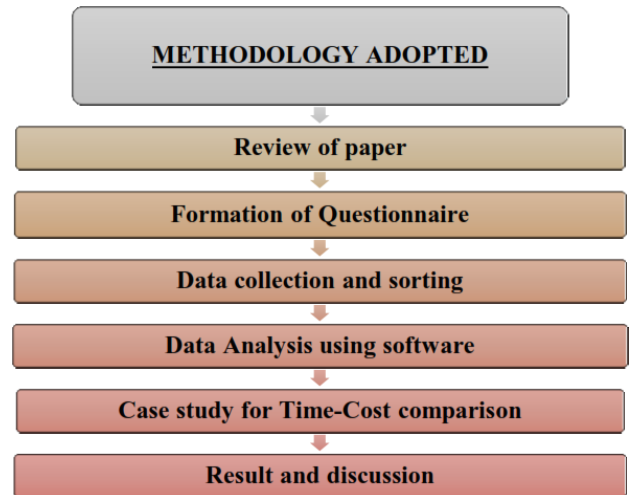 METHODOLOGY ADOPTED
Review of paper
Formation of Questionnaire
Data collection and sorting
Data Analysis using software
Case study for Time-Cost comparison
Result and discussion